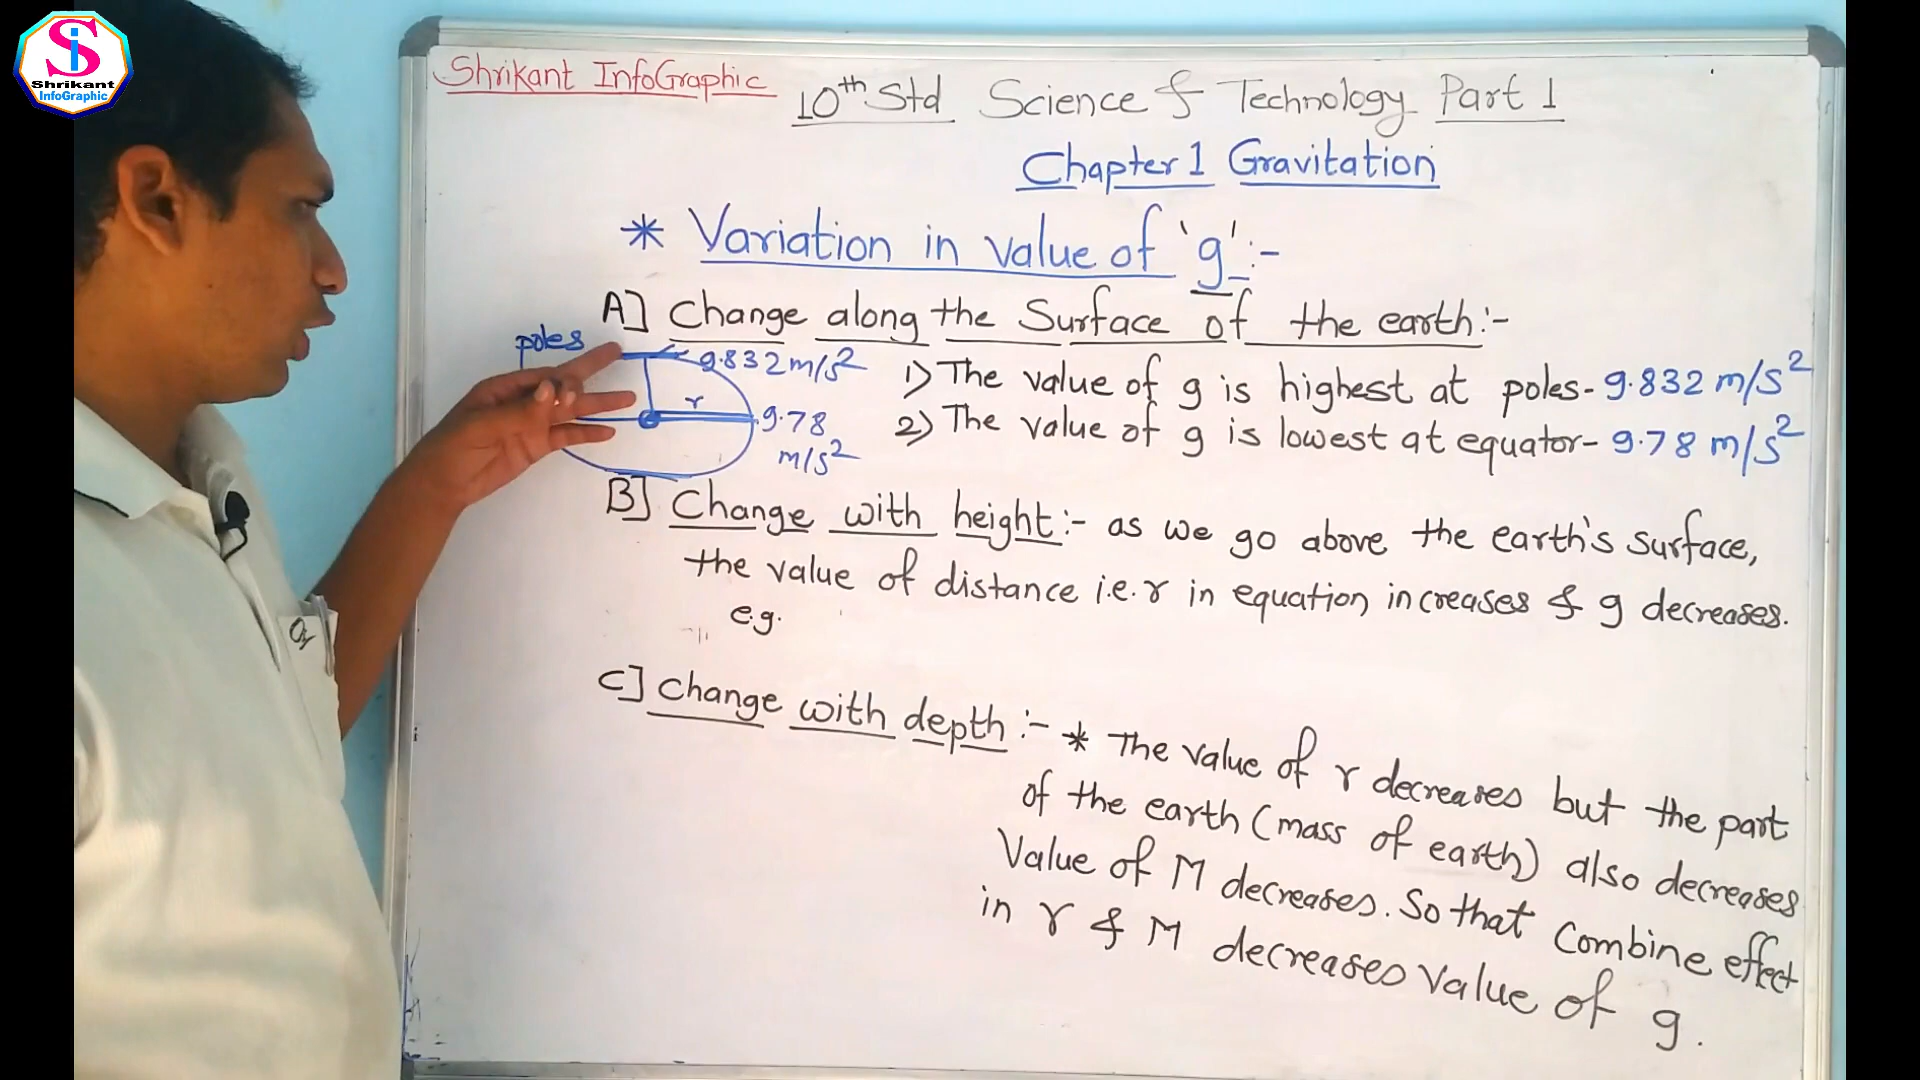 Si
Shrikant
InfoGraphic
Shrikant InfoGraphic
10th Std Science & Technology Part 1
Chapter 1 Gravitation
* Variation in value of 'g' :-
A] Change along the Surface of the earth :-
poles
9.832 m/s²
r
9.78
m/s²
1) The value of g is highest at poles - 9.832 m/s²
2) The value of g is lowest at equator - 9.78 m/s²
B] Change with height :- as we go above the earth's surface,
the value of distance i.e. r in equation increases & g decreases.
e.g.
C] Change with depth :- * The value of r decreases but the part
of the earth (mass of earth) also decreases
Value of M decreases. So that Combine effect
in r & M decreases value of g.